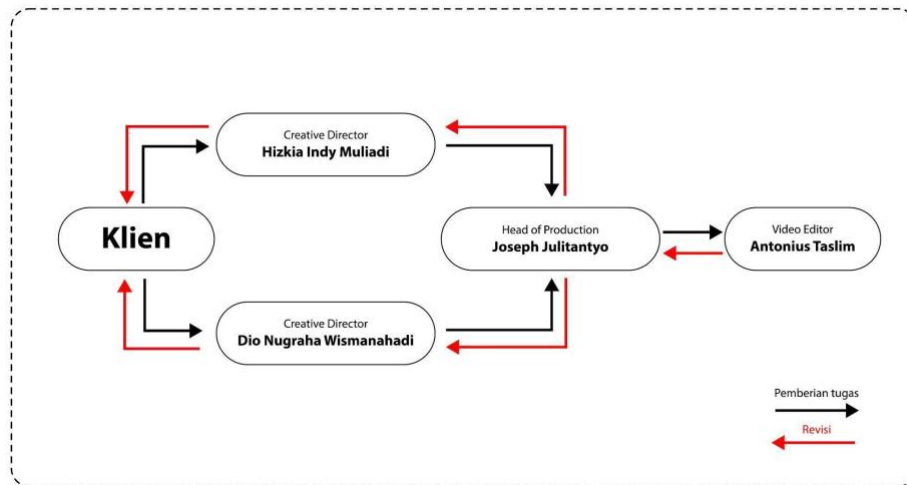 Creative Director
Hizkia Indy Muliadi
Klien
Head of Production
Joseph Julitantyo
Video Editor
Antonius Taslim
Creative Director
Dio Nugraha Wismanahadi
Pemberian tugas
Revisi